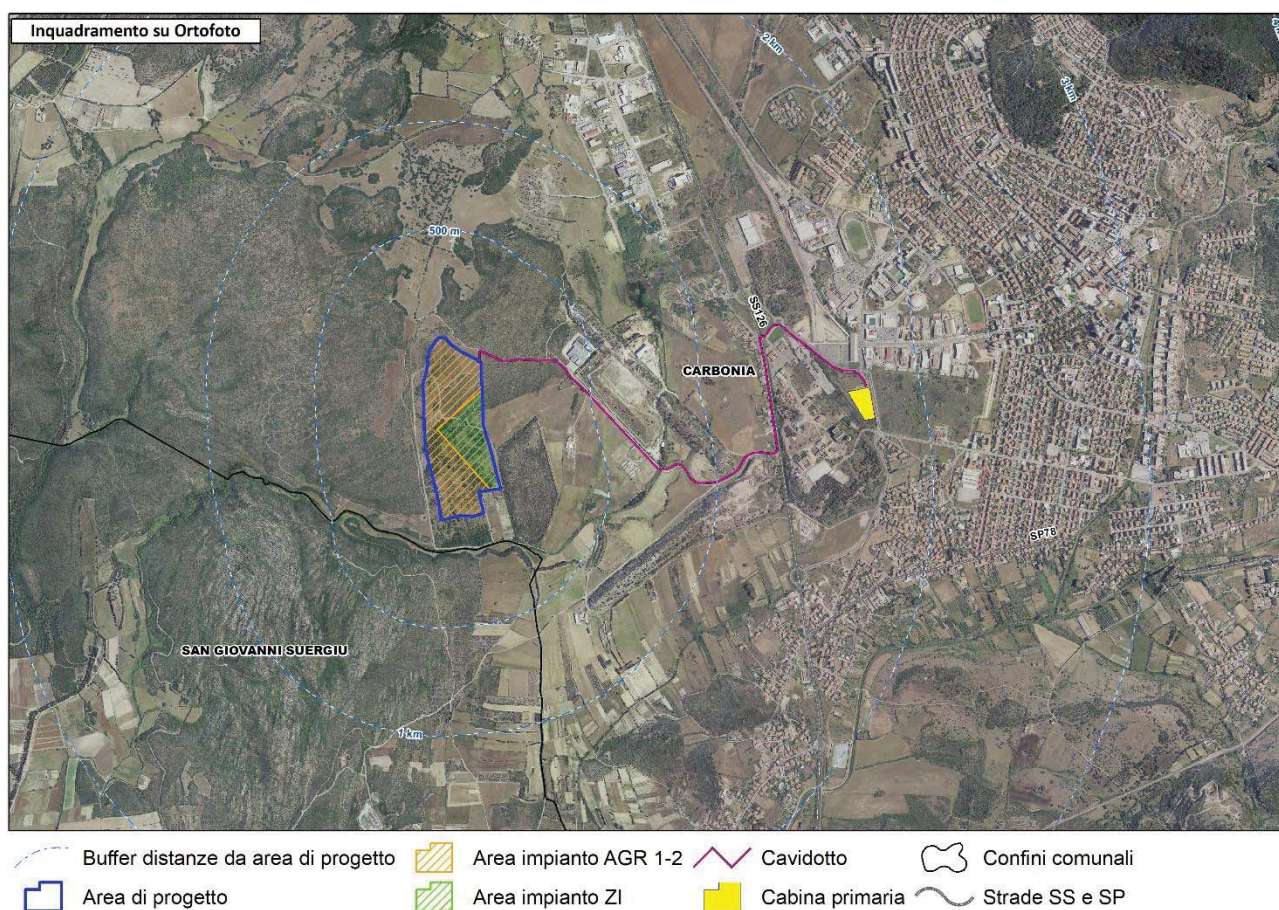 Inquadramento su Ortofoto
2 km
3 km
500 m
SS126
CARBONIA
SP78
SAN GIOVANNI SUERGIU
1 km
Buffer distanze da area di progetto
Area impianto AGR 1-2
Cavidotto
Confini comunali
Area di progetto
Area impianto ZI
Cabina primaria
Strade SS e SP